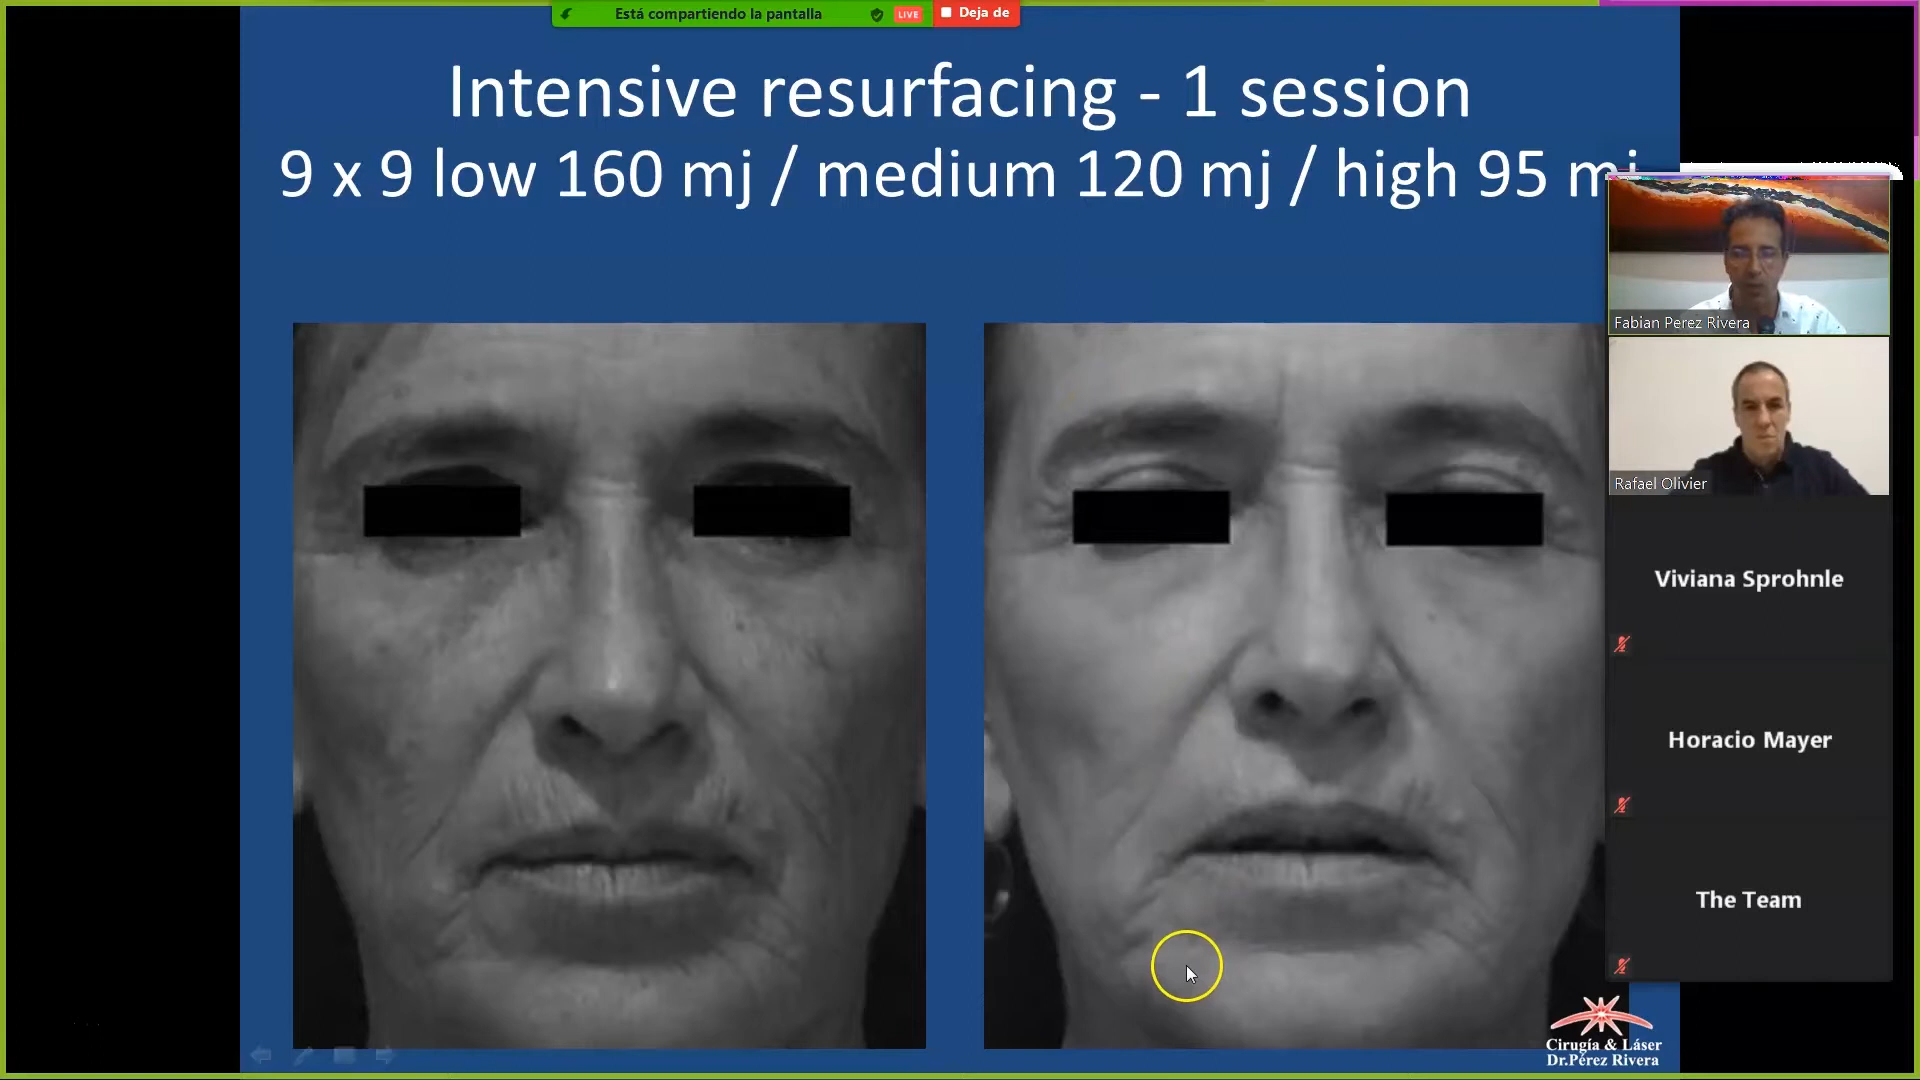 Está compartiendo la pantalla
LIVE
Deja de
Intensive resurfacing - 1 session
9 x 9 low 160 mj / medium 120 mj / high 95 mj
Fabian Perez Rivera
Rafael Olivier
Viviana Sprohnle
Horacio Mayer
The Team
Cirugía & Láser
Dr.Pérez Rivera